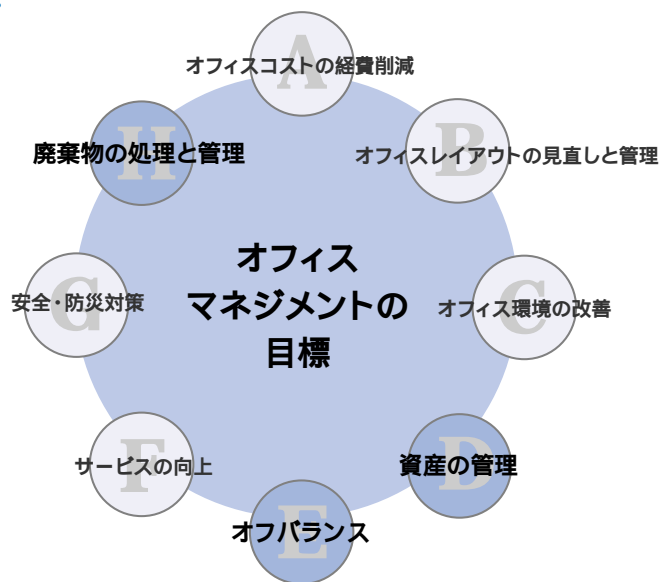 A
オフィスコストの経費削減
B
オフィスレイアウトの見直しと管理
C
オフィス環境の改善
D
資産の管理
E
オフバランス
F
サービスの向上
G
安全・防災対策
H
廃棄物の処理と管理
オフィス
マネジメントの
目標